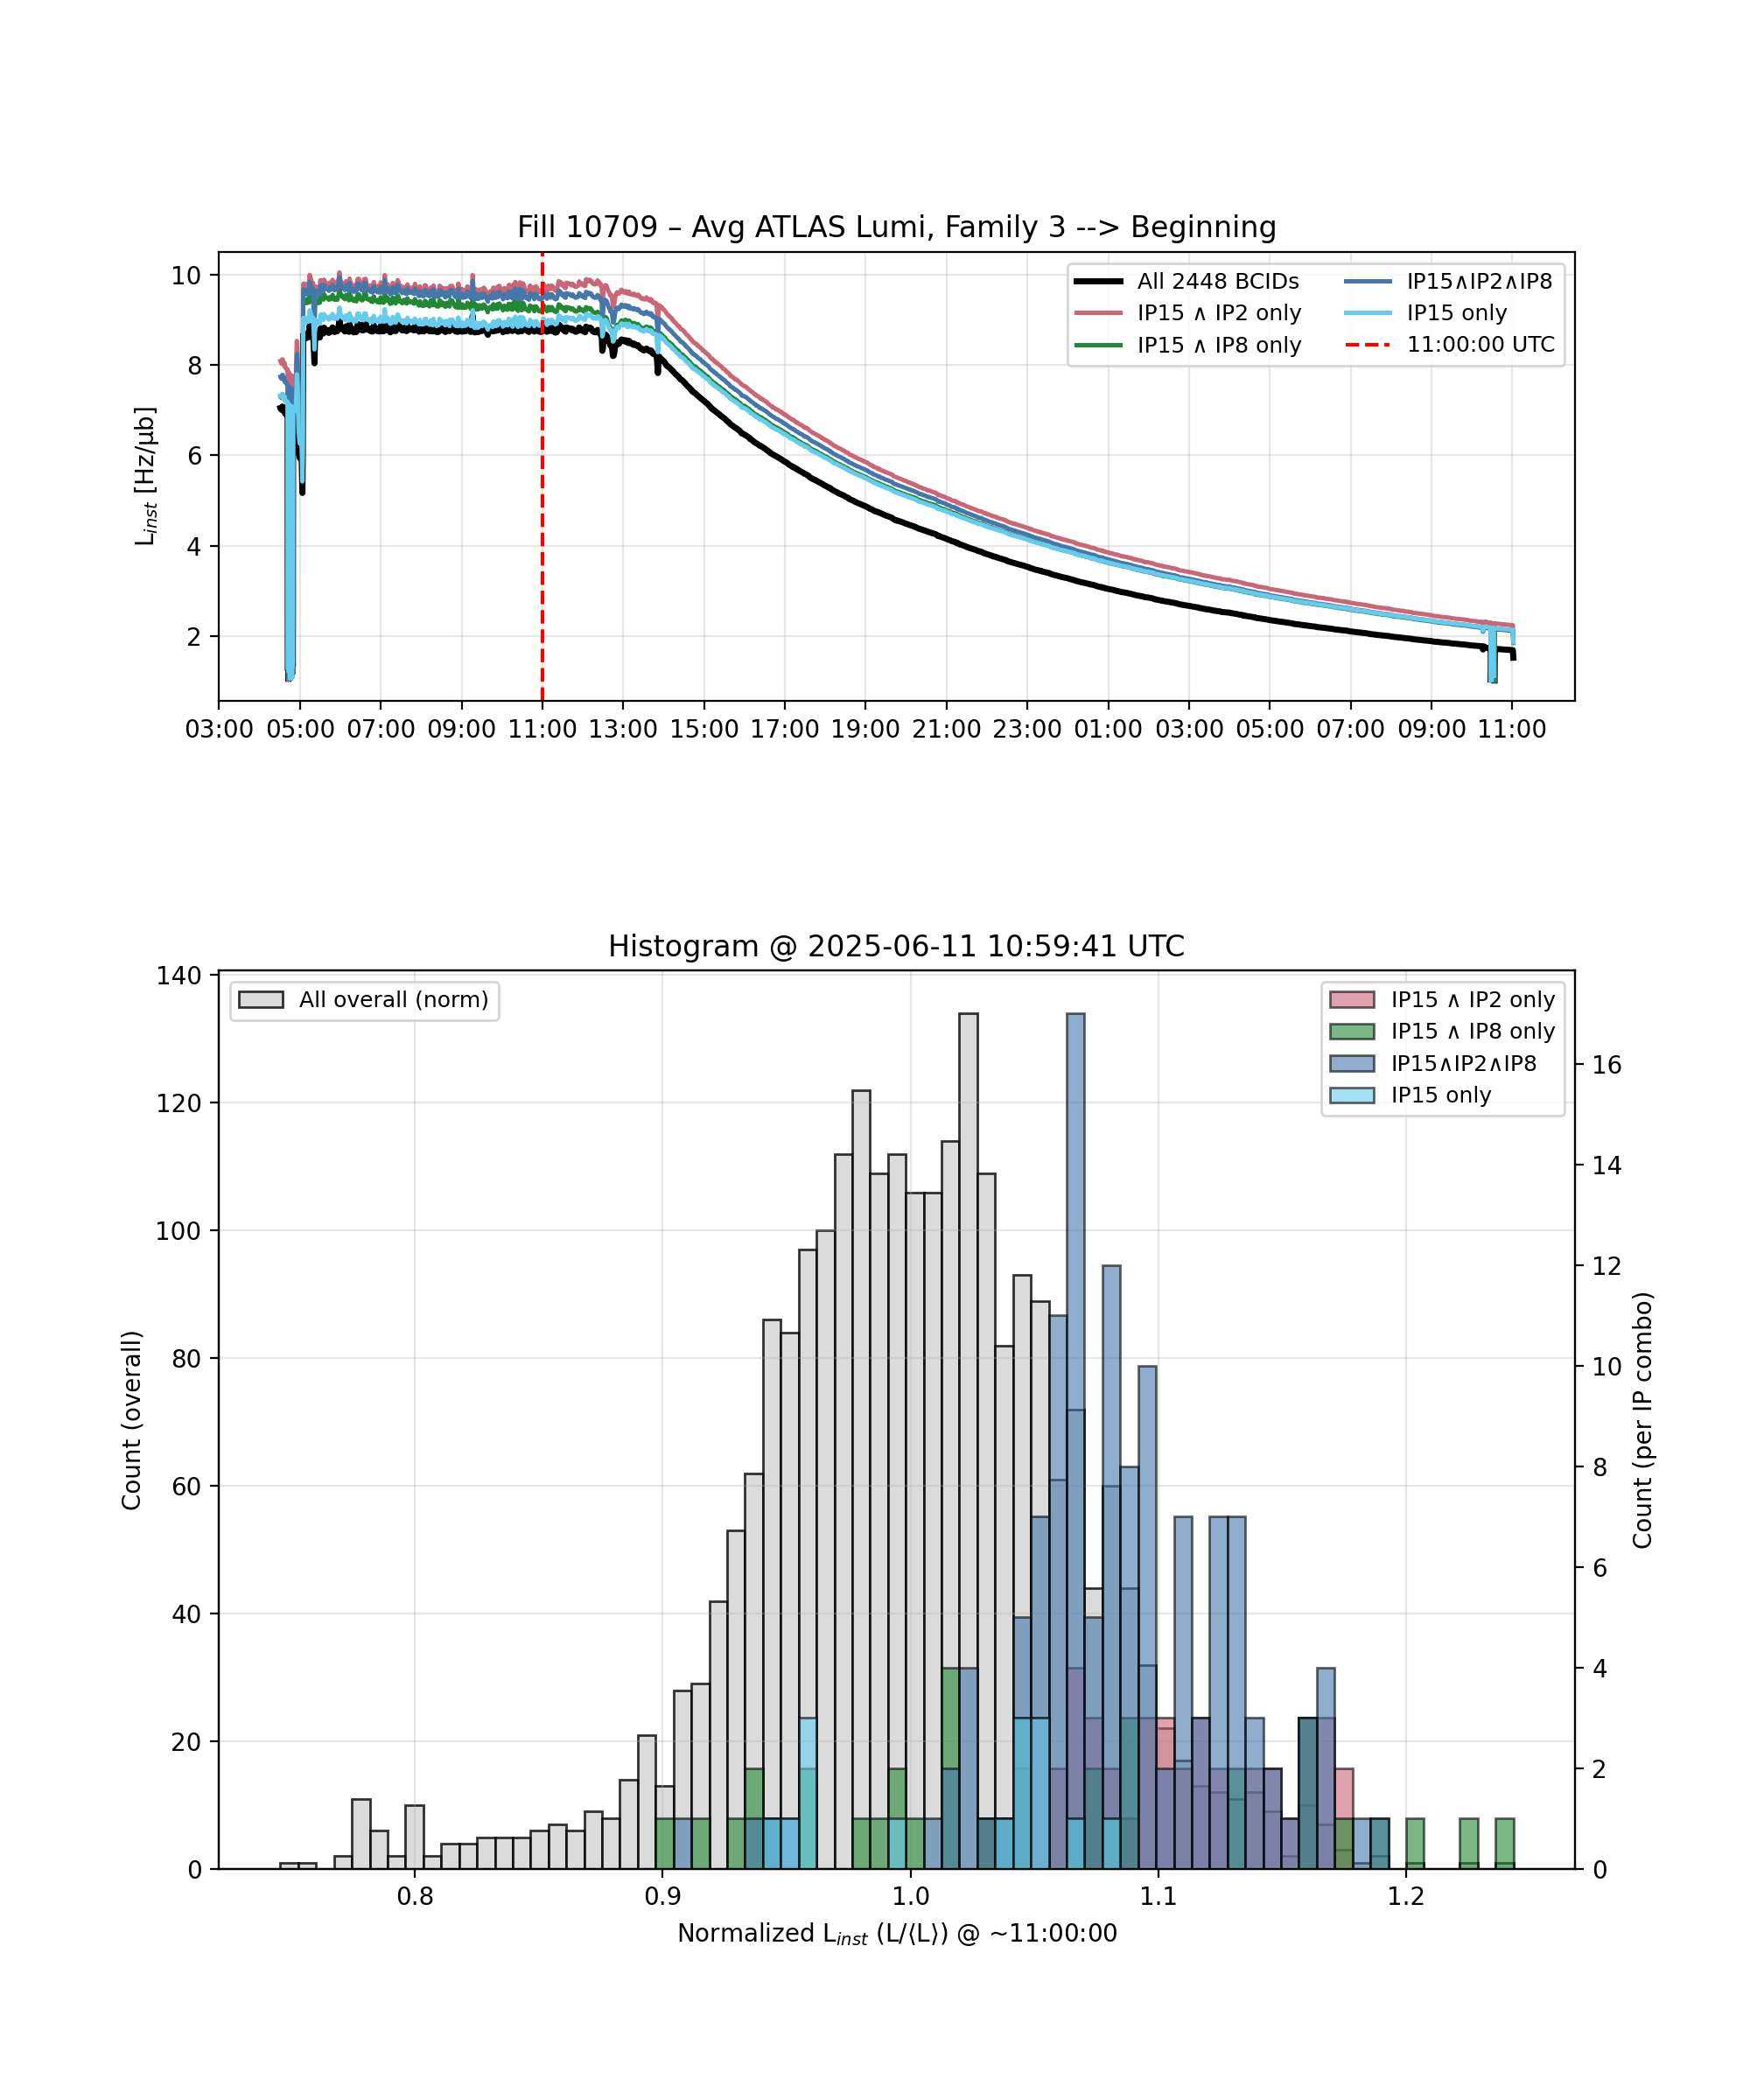 Fill 10709 – Avg ATLAS Lumi, Family 3 --> Beginning
All 2448 BCIDs
IP15 ∧ IP2 only
IP15 ∧ IP8 only
IP15∧IP2∧IP8
IP15 only
11:00:00 UTC
L_inst [Hz/μb]
10
8
6
4
2
03:00 05:00 07:00 09:00 11:00 13:00 15:00 17:00 19:00 21:00 23:00 01:00 03:00 05:00 07:00 09:00 11:00
Histogram @ 2025-06-11 10:59:41 UTC
All overall (norm)
IP15 ∧ IP2 only
IP15 ∧ IP8 only
IP15∧IP2∧IP8
IP15 only
Count (overall)
140
120
100
80
60
40
20
0
Count (per IP combo)
16
14
12
10
8
6
4
2
0
0.8 0.9 1.0 1.1 1.2
Normalized L_inst (L/⟨L⟩) @ ~11:00:00